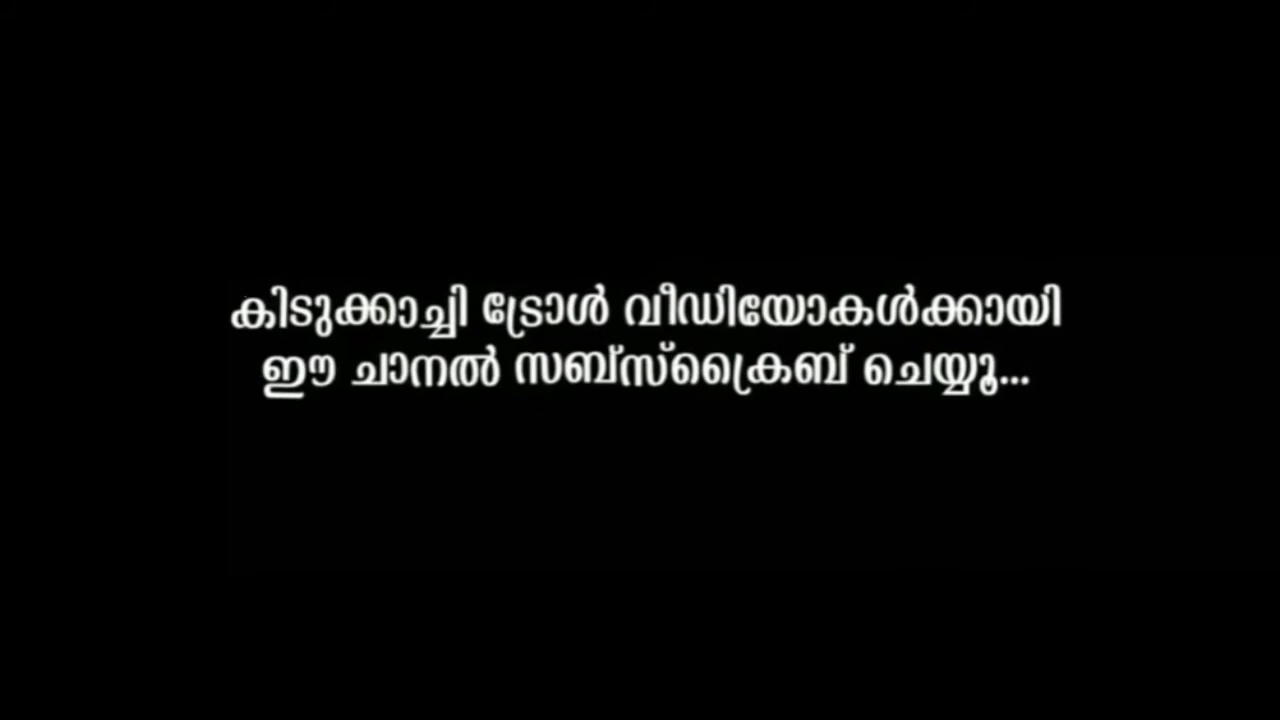 കിടുക്കാച്ചി ട്രോൾ വീഡിയോകൾക്കായി
ഈ ചാനൽ സബ്സ്ക്രൈബ് ചെയ്യൂ...